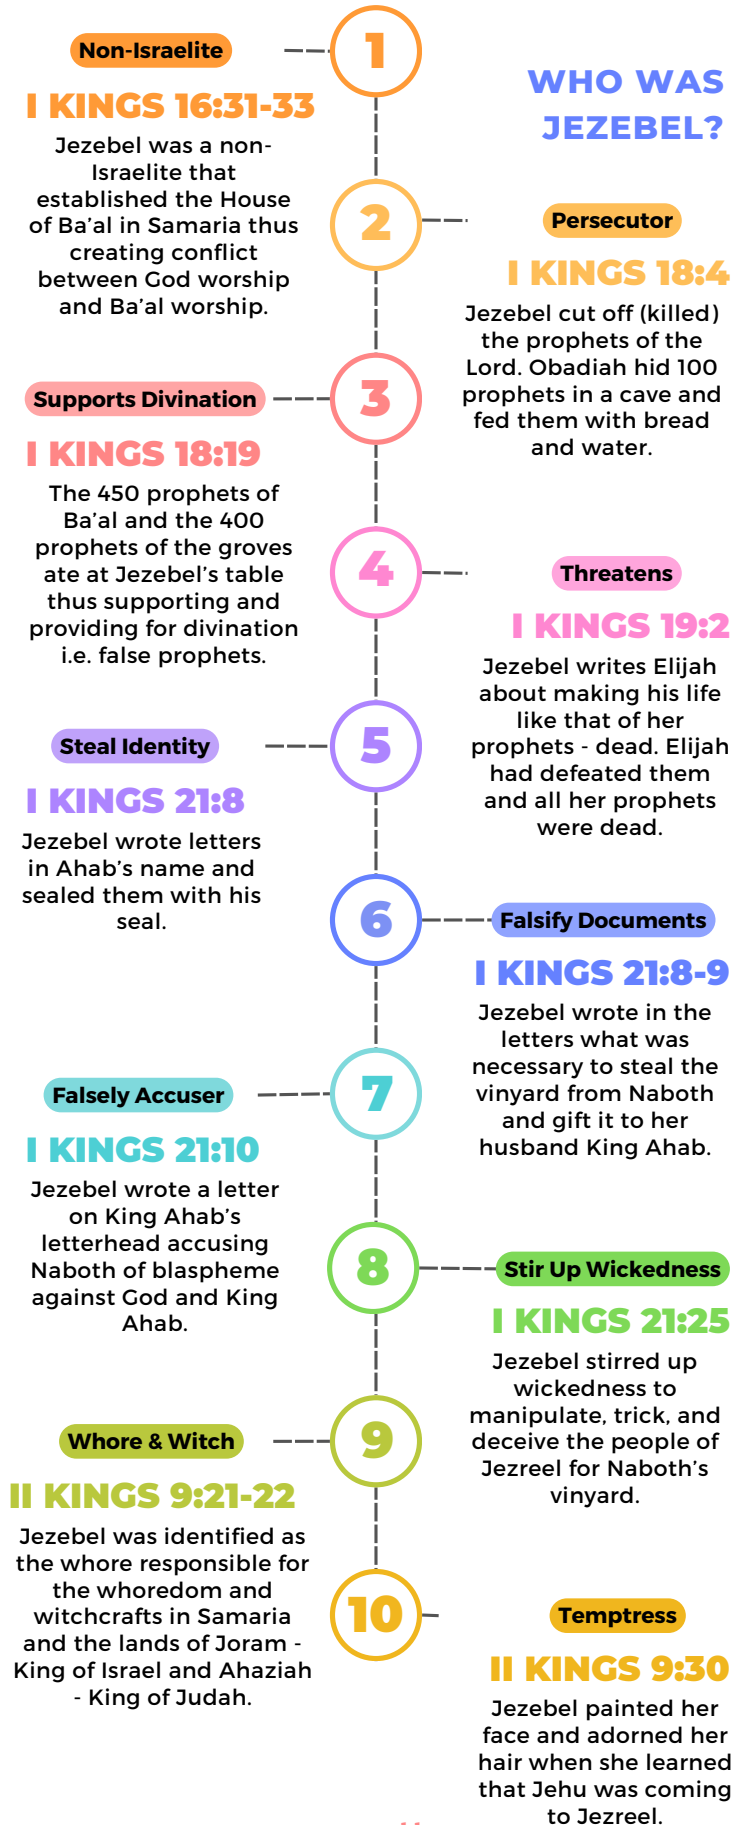 WHO WAS
JEZEBEL?
1
Non-Israelite
I KINGS 16:31-33
Jezebel was a non-
Israelite that
established the House
of Ba'al in Samaria thus
creating conflict
between God worship
and Ba'al worship.
2
Persecutor
I KINGS 18:4
Jezebel cut off (killed)
the prophets of the
Lord. Obadiah hid 100
prophets in a cave and
fed them with bread
and water.
3
Supports Divination
I KINGS 18:19
The 450 prophets of
Ba'al and the 400
prophets of the groves
ate at Jezebel's table
thus supporting and
providing for divination
i.e. false prophets.
4
Threatens
I KINGS 19:2
Jezebel writes Elijah
about making his life
like that of her
prophets - dead. Elijah
had defeated them
and all her prophets
were dead.
5
Steal Identity
I KINGS 21:8
Jezebel wrote letters
in Ahab's name and
sealed them with his
seal.
6
Falsify Documents
I KINGS 21:8-9
Jezebel wrote in the
letters what was
necessary to steal the
vinyard from Naboth
and gift it to her
husband King Ahab.
7
Falsely Accuser
I KINGS 21:10
Jezebel wrote a letter
on King Ahab's
letterhead accusing
Naboth of blaspheme
against God and King
Ahab.
8
Stir Up Wickedness
I KINGS 21:25
Jezebel stirred up
wickedness to
manipulate, trick, and
deceive the people of
Jezreel for Naboth's
vinyard.
9
Whore & Witch
II KINGS 9:21-22
Jezebel was identified as
the whore responsible for
the whoredom and
witchcrafts in Samaria
and the lands of Joram -
King of Israel and Ahaziah
- King of Judah.
10
Temptress
II KINGS 9:30
Jezebel painted her
face and adorned her
hair when she learned
that Jehu was coming
to Jezreel.